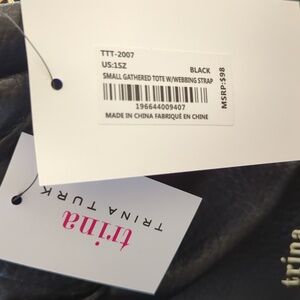 TTT-2007
US:1SZ BLACK
SMALL GATHERED TOTE W/WEBBING STRAP
196644009407
MADE IN CHINA FABRIQUÉ EN CHINE
MSRP:$98
trina
TRINA TURK
trina